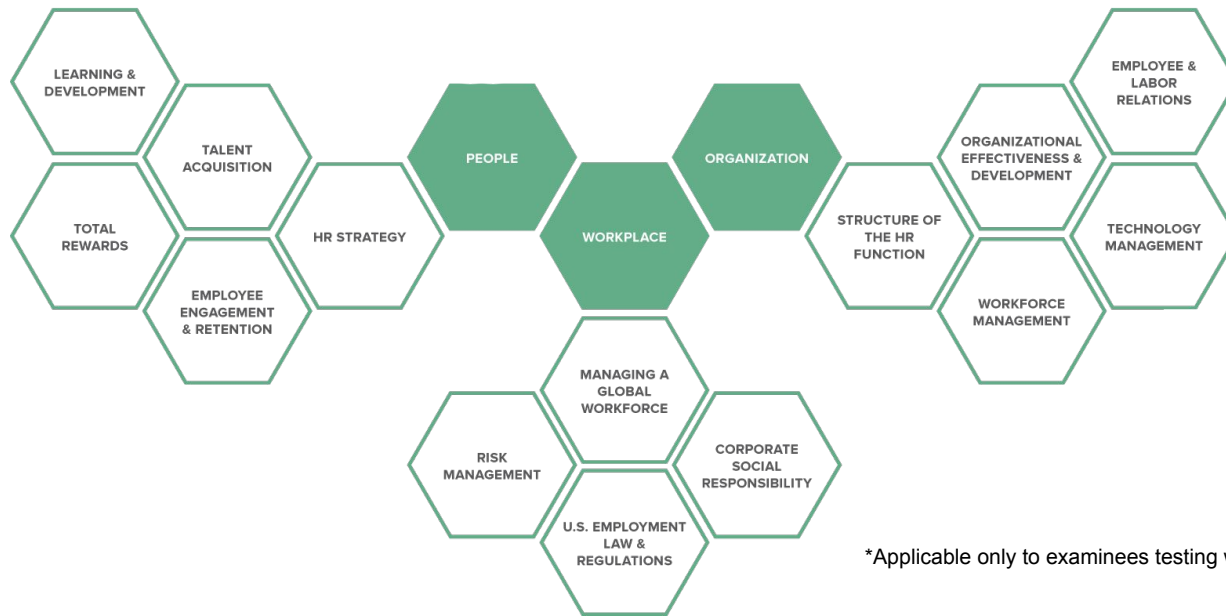 LEARNING &
DEVELOPMENT
TALENT
ACQUISITION
TOTAL
REWARDS
EMPLOYEE
ENGAGEMENT
& RETENTION
HR STRATEGY
PEOPLE
WORKPLACE
ORGANIZATION
MANAGING A
GLOBAL
WORKFORCE
RISK
MANAGEMENT
CORPORATE
SOCIAL
RESPONSIBILITY
U.S. EMPLOYMENT
LAW &
REGULATIONS
STRUCTURE OF
THE HR
FUNCTION
ORGANIZATIONAL
EFFECTIVENESS &
DEVELOPMENT
WORKFORCE
MANAGEMENT
EMPLOYEE &
LABOR
RELATIONS
TECHNOLOGY
MANAGEMENT
*Applicable only to examinees testing